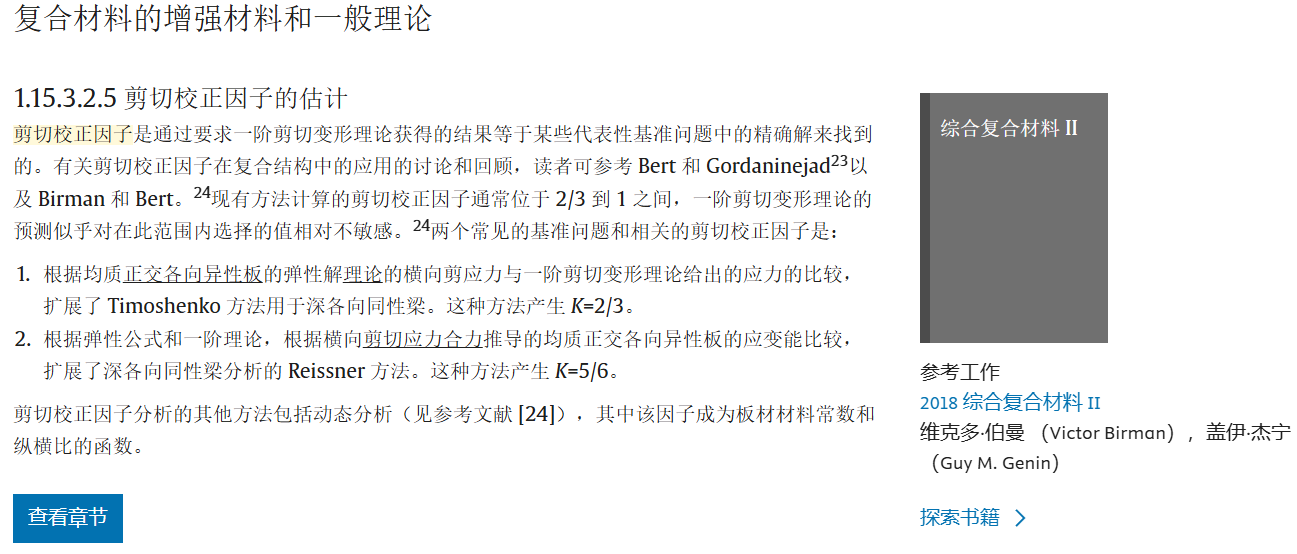 复合材料的增强材料和一般理论
1.15.3.2.5 剪切校正因子的估计
剪切校正因子是通过要求一阶剪切变形理论获得的结果等于某些代表性基准问题中的精确解来找到
的。有关剪切校正因子在复合结构中的应用的讨论和回顾，读者可参考 Bert 和 Gordaninejad23以
及 Birman 和 Bert。24现有方法计算的剪切校正因子通常位于 2/3 到 1 之间，一阶剪切变形理论的
预测似乎对在此范围内选择的值相对不敏感。24两个常见的基准问题和相关的剪切校正因子是：
1. 根据均质正交各向异性板的弹性解理论的横向剪应力与一阶剪切变形理论给出的应力的比较，
扩展了 Timoshenko 方法用于深各向同性梁。这种方法产生 K=2/3。
2. 根据弹性公式和一阶理论，根据横向剪切应力合力推导的均质正交各向异性板的应变能比较，
扩展了深各向同性梁分析的 Reissner 方法。这种方法产生 K=5/6。
剪切校正因子分析的其他方法包括动态分析（见参考文献 [24]），其中该因子成为板材材料常数和
纵横比的函数。
查看章节
综合复合材料 II
参考工作
2018 综合复合材料 II
维克多·伯曼 （Victor Birman），盖伊·杰宁
（Guy M. Genin）
探索书籍